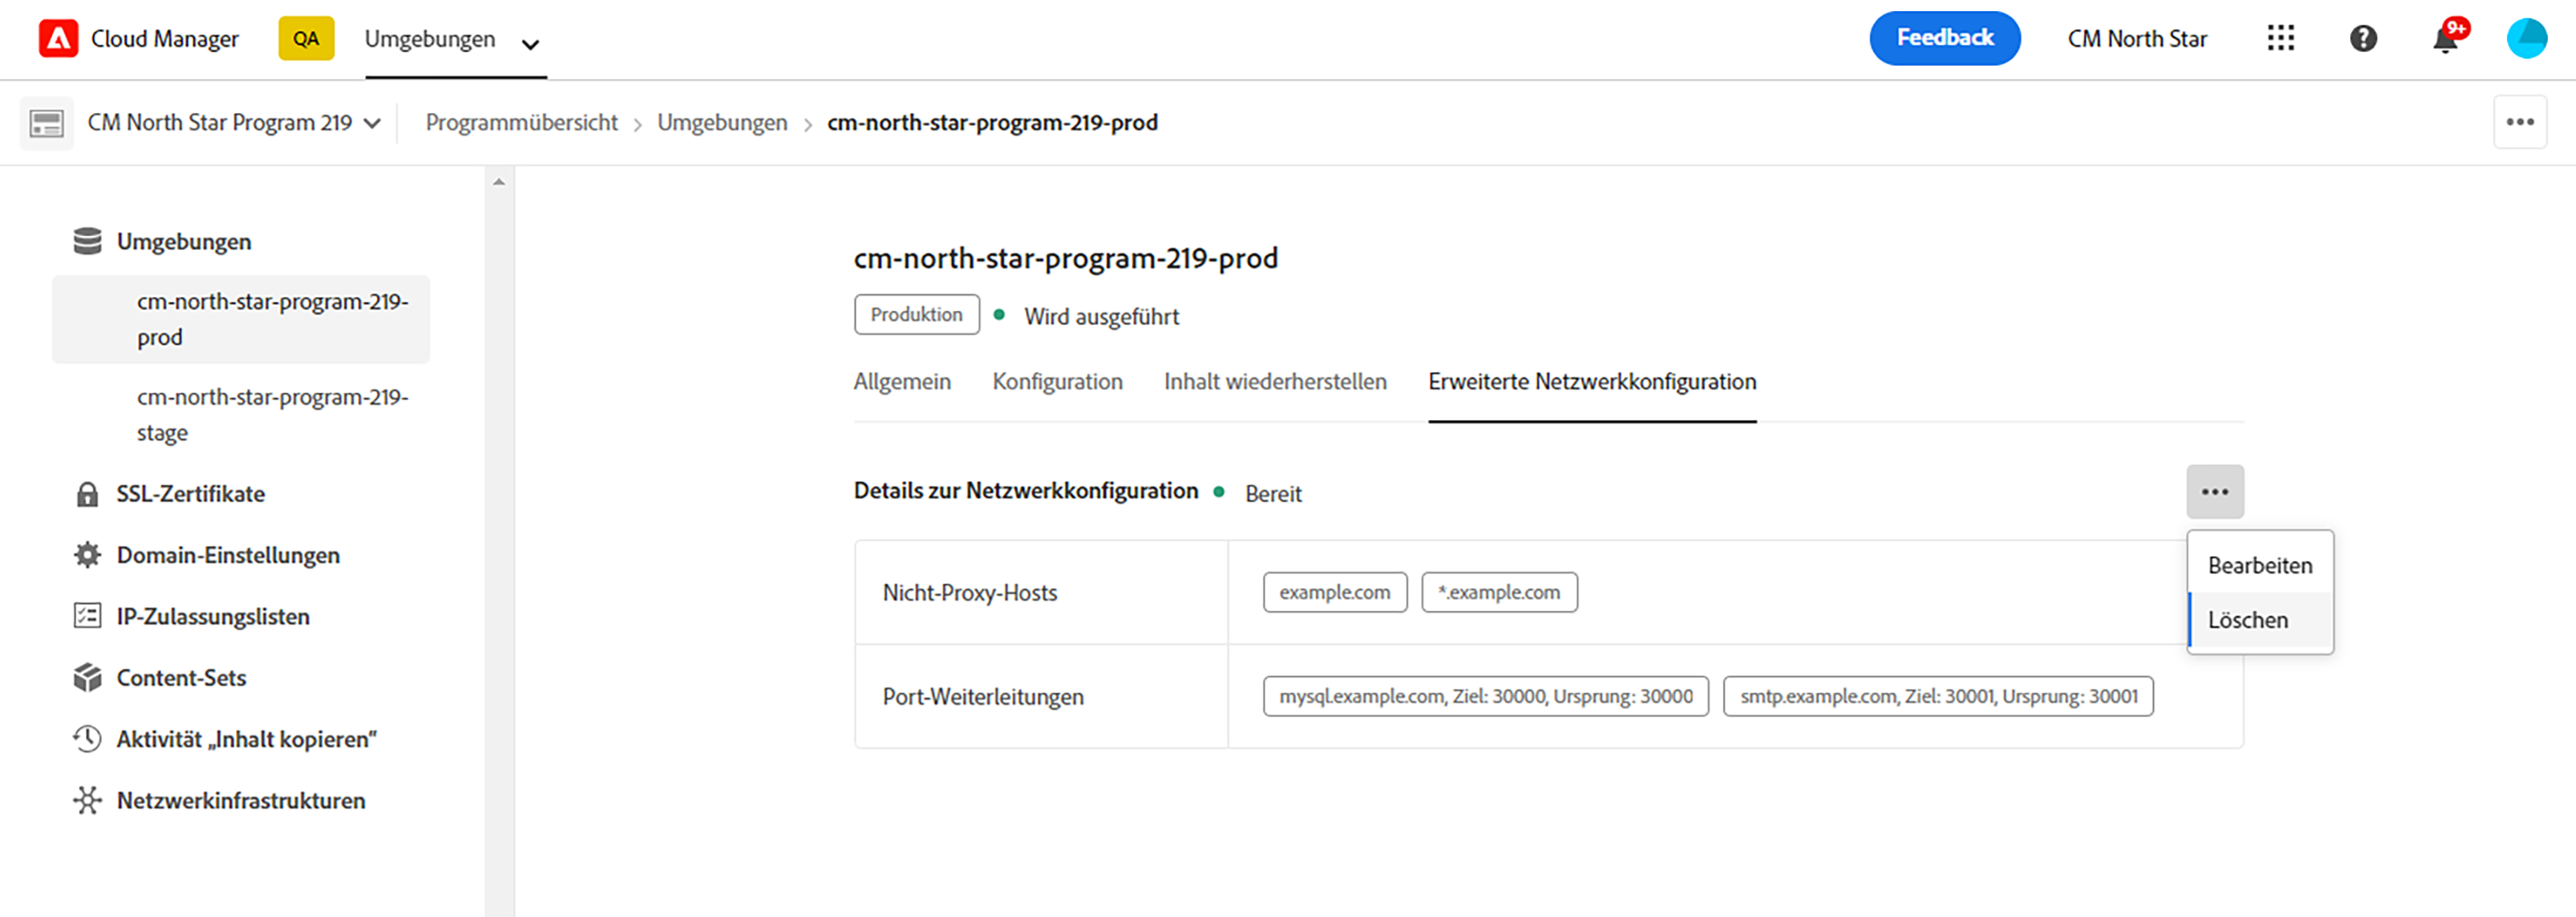 Cloud Manager QA Umgebungen Feedback CM North Star 9+
CM North Star Program 219 Programmübersicht Umgebungen cm-north-star-program-219-prod
Umgebungen
cm-north-star-program-219-
prod
cm-north-star-program-219-
stage
SSL-Zertifikate
Domain-Einstellungen
IP-Zulassungslisten
Content-Sets
Aktivität „Inhalt kopieren“
Netzwerkinfrastrukturen
cm-north-star-program-219-prod
Produktion Wird ausgeführt
Allgemein Konfiguration Inhalt wiederherstellen Erweiterte Netzwerkkonfiguration
Details zur Netzwerkkonfiguration Bereit
Bearbeiten
Löschen
Nicht-Proxy-Hosts example.com *.example.com
Port-Weiterleitungen mysql.example.com, Ziel: 30000, Ursprung: 30000 smtp.example.com, Ziel: 30001, Ursprung: 30001